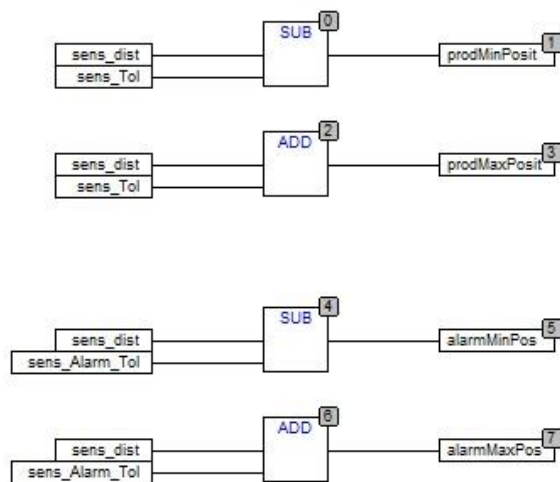 SUB 0
sens_dist prodMinPosit 1
sens_Tol
ADD 2
sens_dist prodMaxPosit 3
sens_Tol
SUB 4
sens_dist alarmMinPos 5
sens_Alarm_Tol
ADD 6
sens_dist alarmMaxPos 7
sens_Alarm_Tol